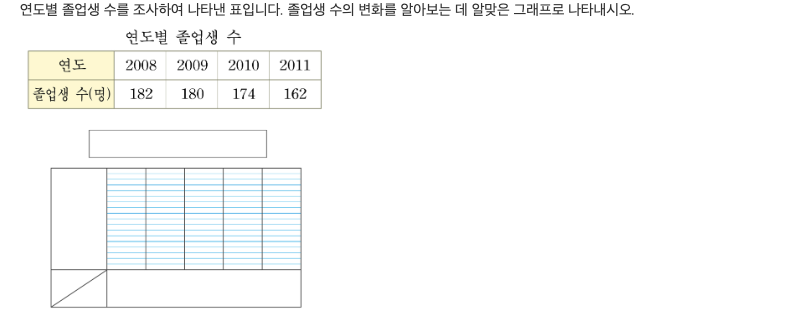 연도별 졸업생 수를 조사하여 나타낸 표입니다. 졸업생 수의 변화를 알아보는 데 알맞은 그래프로 나타내시오.
연도별 졸업생 수
연도 2008 2009 2010 2011
졸업생 수(명) 182 180 174 162